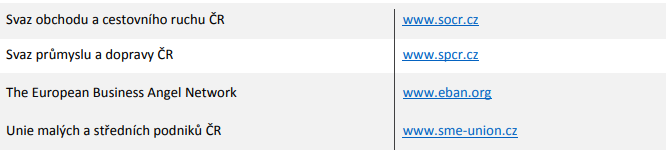 Svaz obchodu a cestovního ruchu ČR www.socr.cz
Svaz průmyslu a dopravy ČR www.spcr.cz
The European Business Angel Network www.eban.org
Unie malých a středních podniků ČR www.sme-union.cz